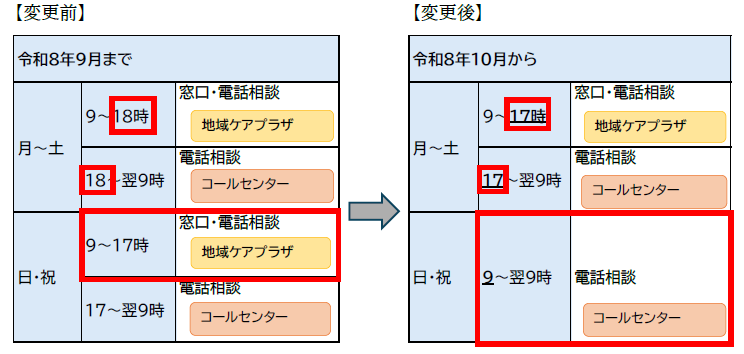 【変更前】
令和8年9月まで
月～土
9～18時
窓口・電話相談
地域ケアプラザ
18～翌9時
電話相談
コールセンター
日・祝
9～17時
窓口・電話相談
地域ケアプラザ
17～翌9時
電話相談
コールセンター
【変更後】
令和8年10月から
月～土
9～17時
窓口・電話相談
地域ケアプラザ
17～翌9時
電話相談
コールセンター
日・祝
9～翌9時
電話相談
コールセンター